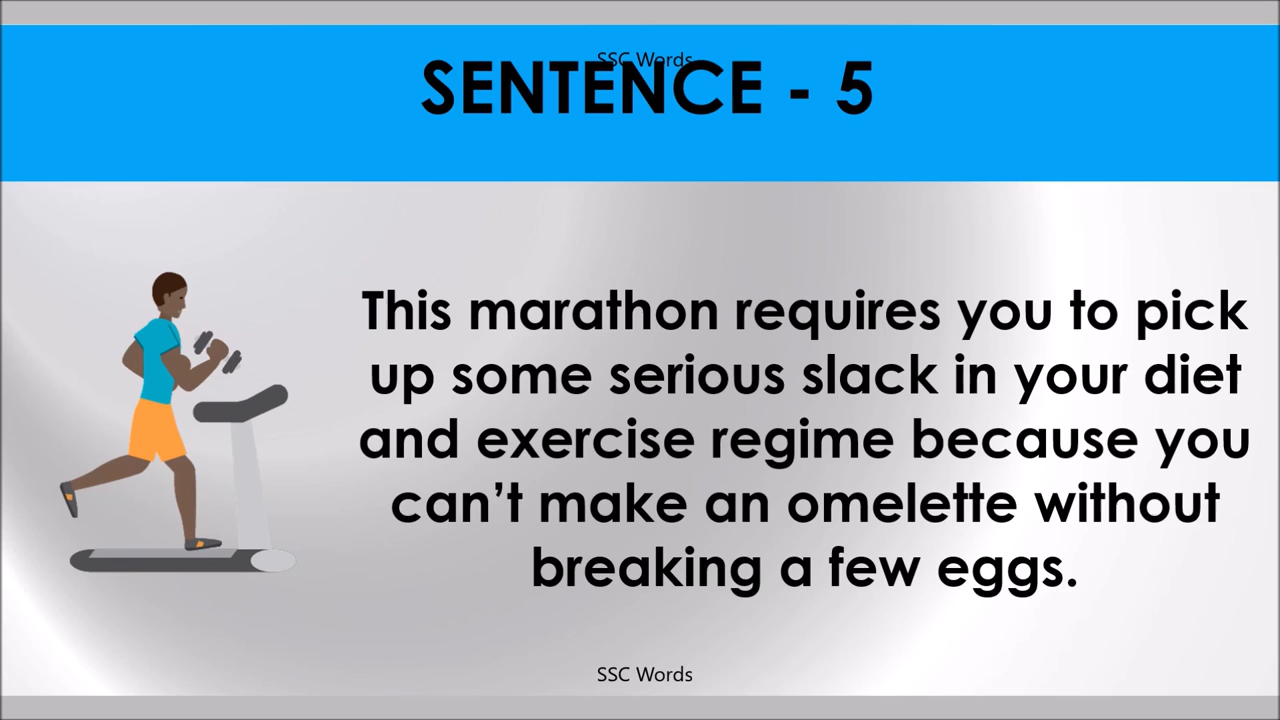 SSC Words
SENTENCE - 5
This marathon requires you to pick
up some serious slack in your diet
and exercise regime because you
can't make an omelette without
breaking a few eggs.
SSC Words